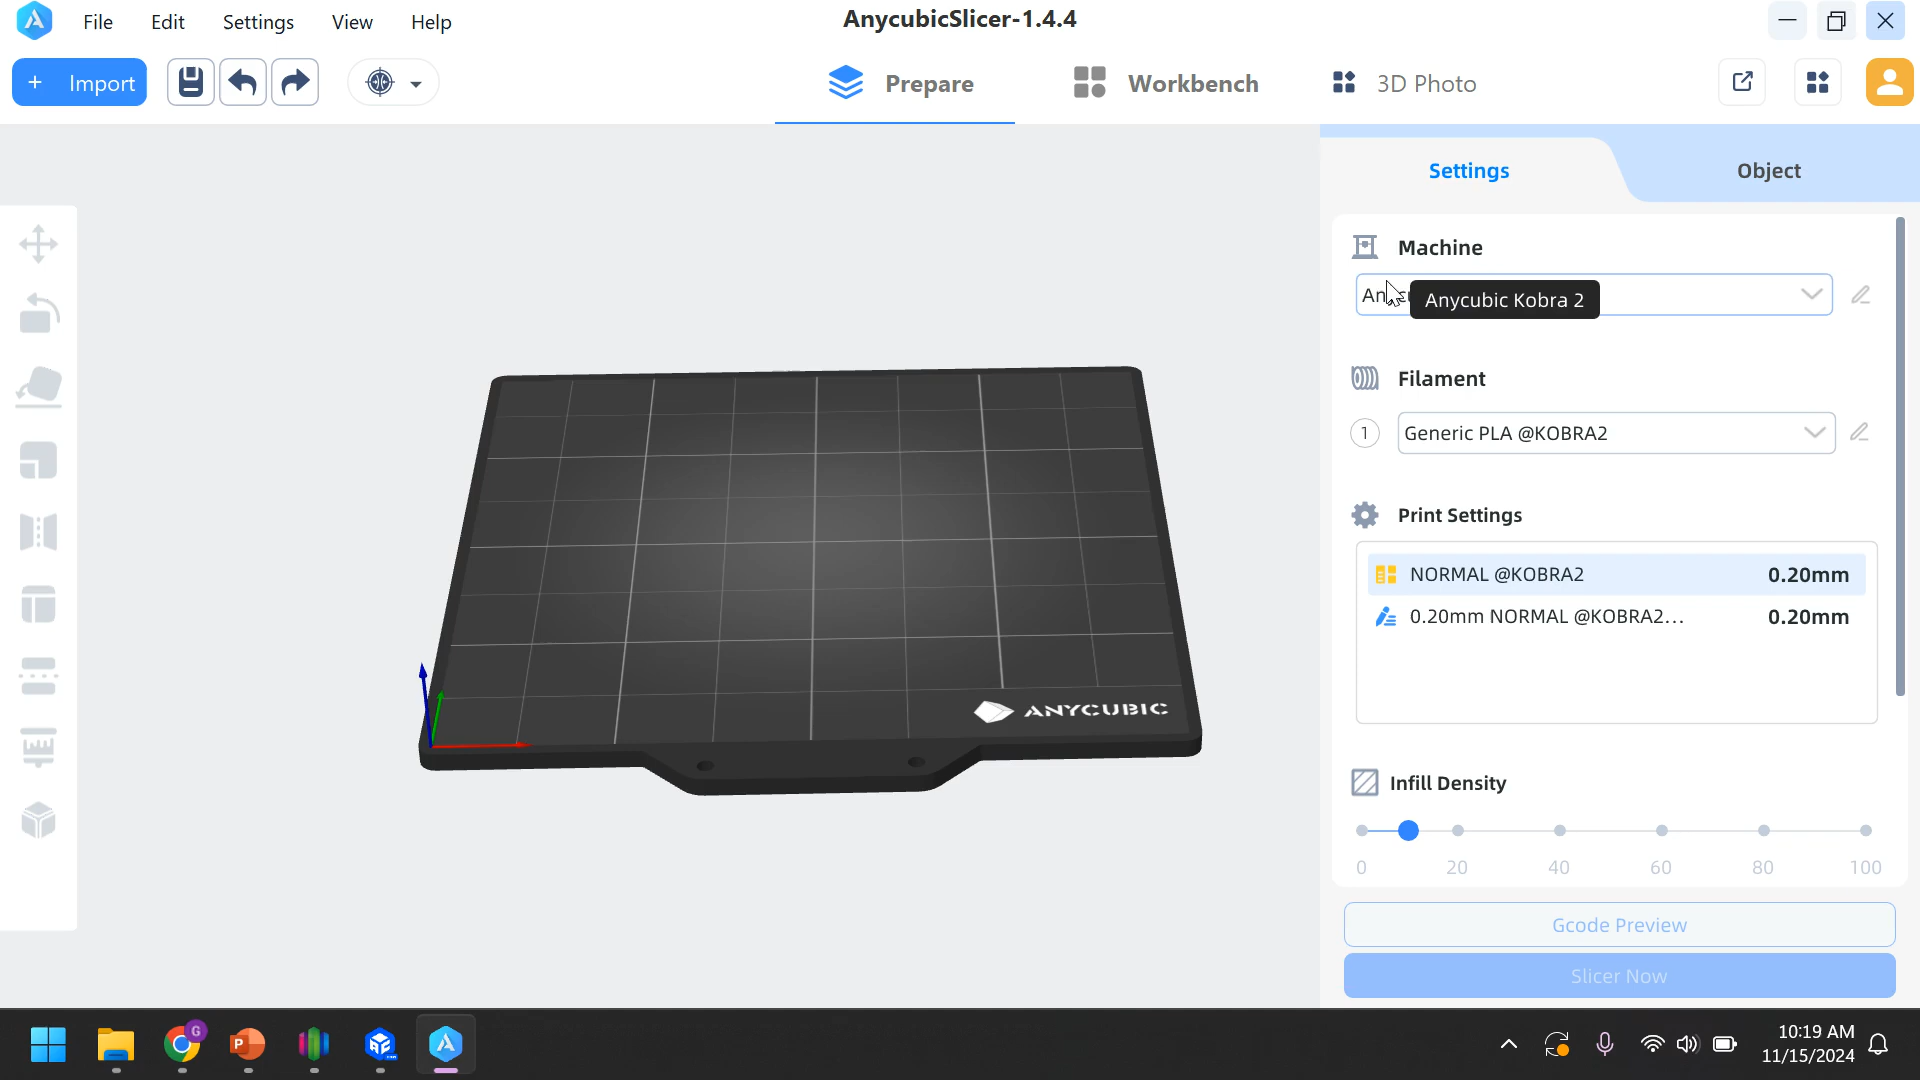 File Edit Settings View Help
AnycubicSlicer-1.4.4
+ Import
Prepare
Workbench
3D Photo
Settings
Object
Machine
Anycubic Kobra 2
Filament
1
Generic PLA @KOBRA2
Print Settings
NORMAL @KOBRA2 0.20mm
0.20mm NORMAL @KOBRA2... 0.20mm
ANYCUBIC
Infill Density
0 20 40 60 80 100
Gcode Preview
Slicer Now
G
P
10:19 AM
11/15/2024